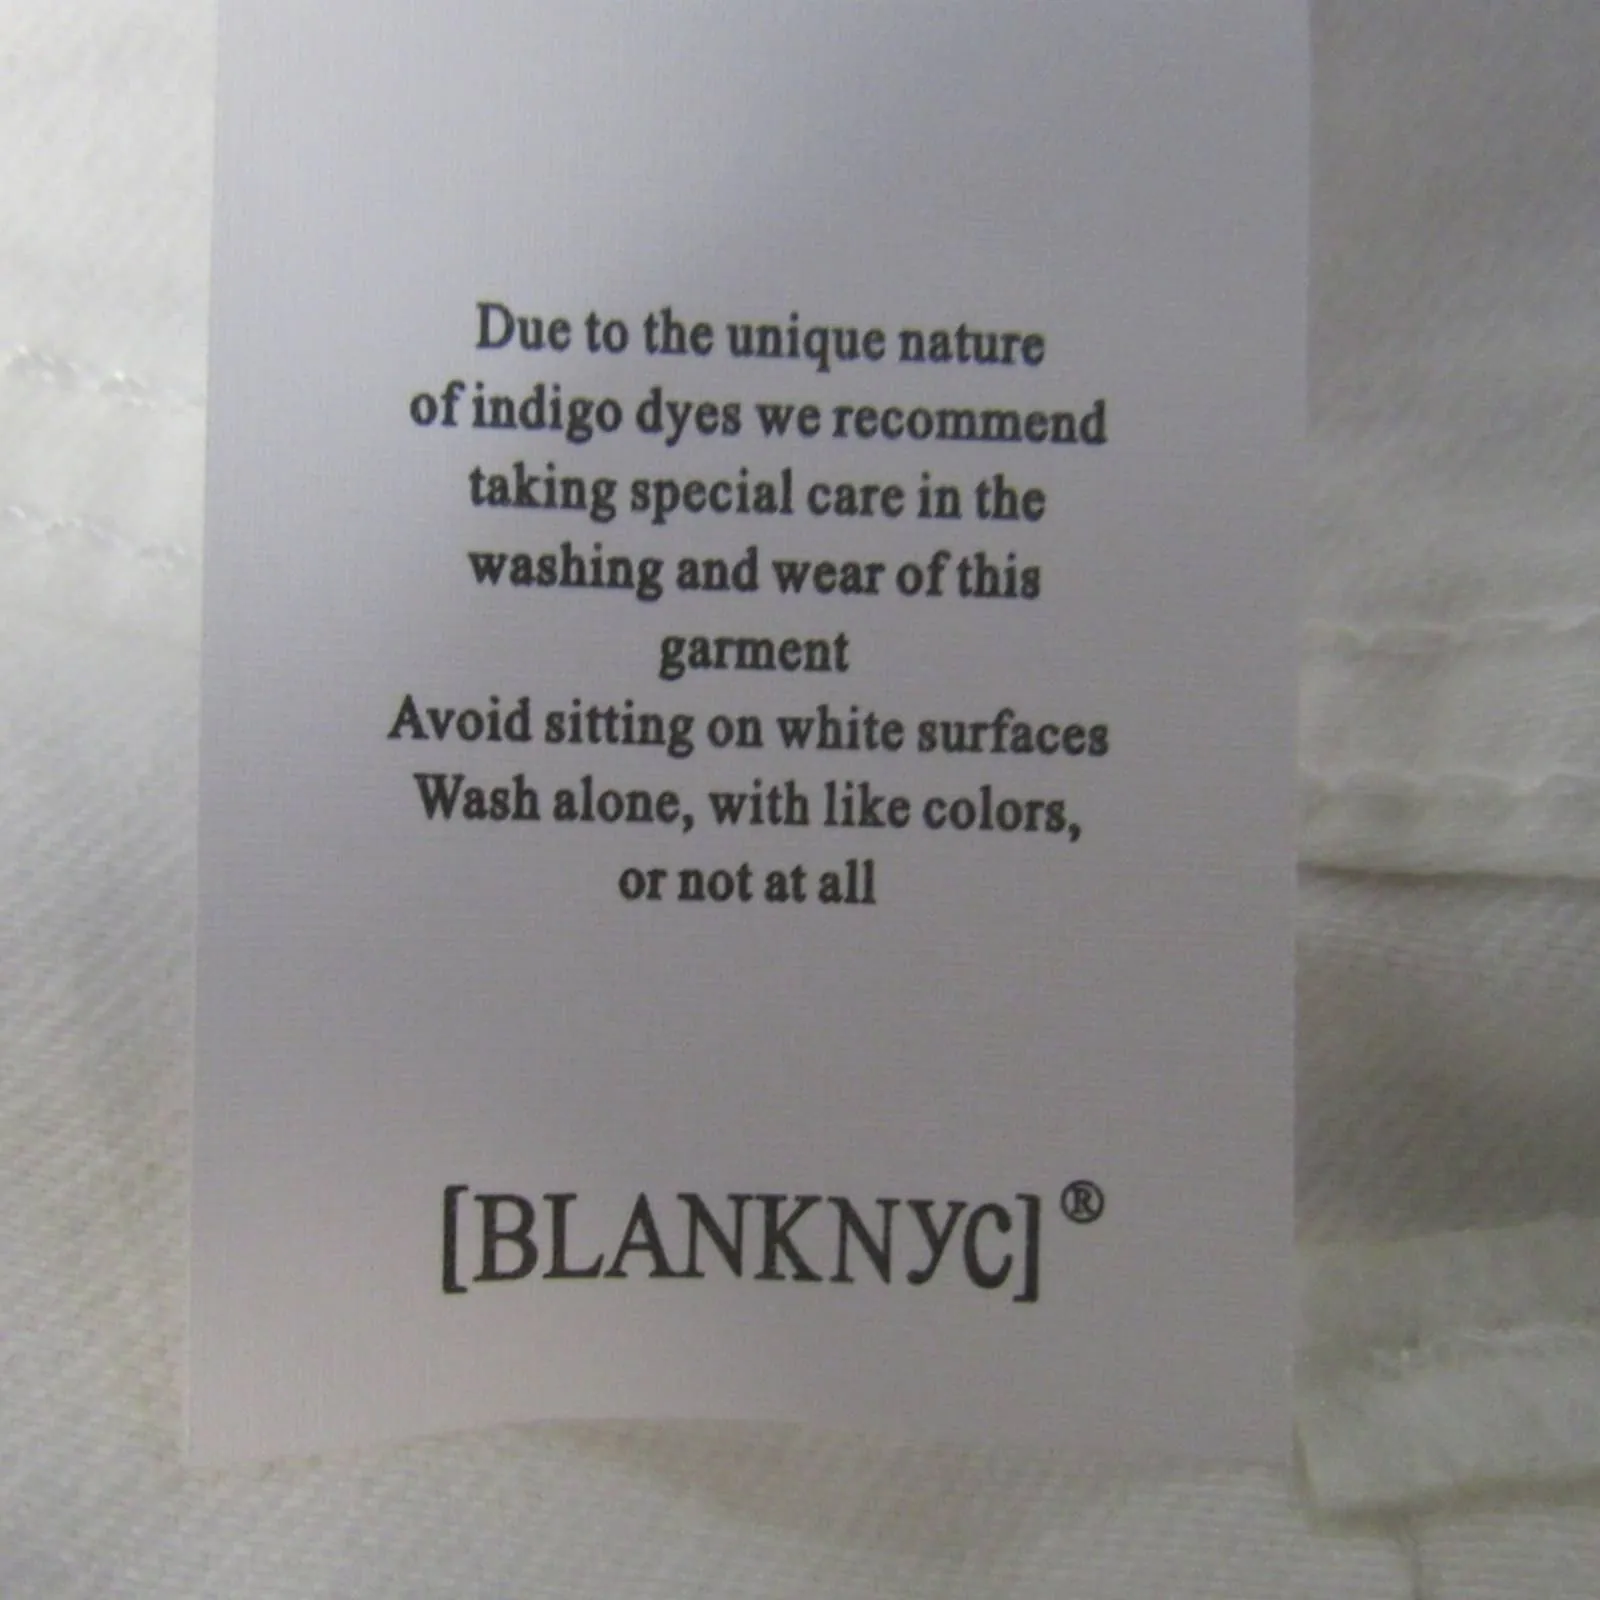 Due to the unique nature
of indigo dyes we recommend
taking special care in the
washing and wear of this
garment
Avoid sitting on white surfaces
Wash alone, with like colors,
or not at all
[BLANKNYC]®